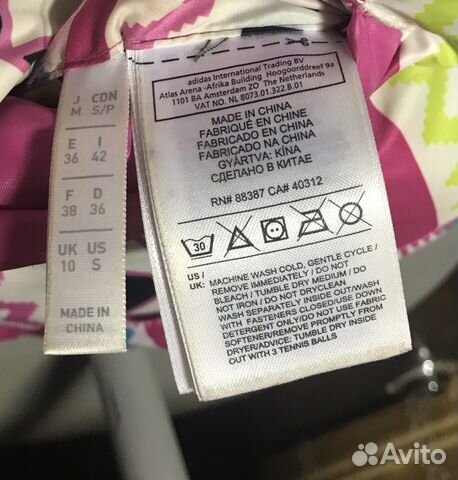 J CDN
M S/P
E I
36 42
F D
38 36
UK US
10 S
MADE IN
CHINA
adidas International Trading BV
Atlas Arena -Afrika Building Hoogoorddreef 9a
1101 BA Amsterdam ZO The Netherlands
VAT NO. NL 8073.01.322.B.01
MADE IN CHINA
FABRIQUÉ EN CHINE
FABRICADO EN CHINA
FABRICADO NA CHINA
GYÁRTVA: KÍNA
СДЕЛАНО В КИТАЕ
RN# 88387 CA# 40312
30
US / UK: MACHINE WASH COLD, GENTLE CYCLE /
REMOVE IMMEDIATELY / DO NOT
BLEACH / TUMBLE DRY MEDIUM / DO
NOT IRON / DO NOT DRYCLEAN
WASH SEPARATELY INSIDE OUT AND
WITH FASTENERS CLOSED/USE MILD
DETERGENT ONLY/DO NOT USE FABRIC
SOFTENER/REMOVE PROMPTLY FROM
DRYER/ADVICE: TUMBLE DRY INSIDE
OUT WITH 3 TENNIS BALLS
Avito